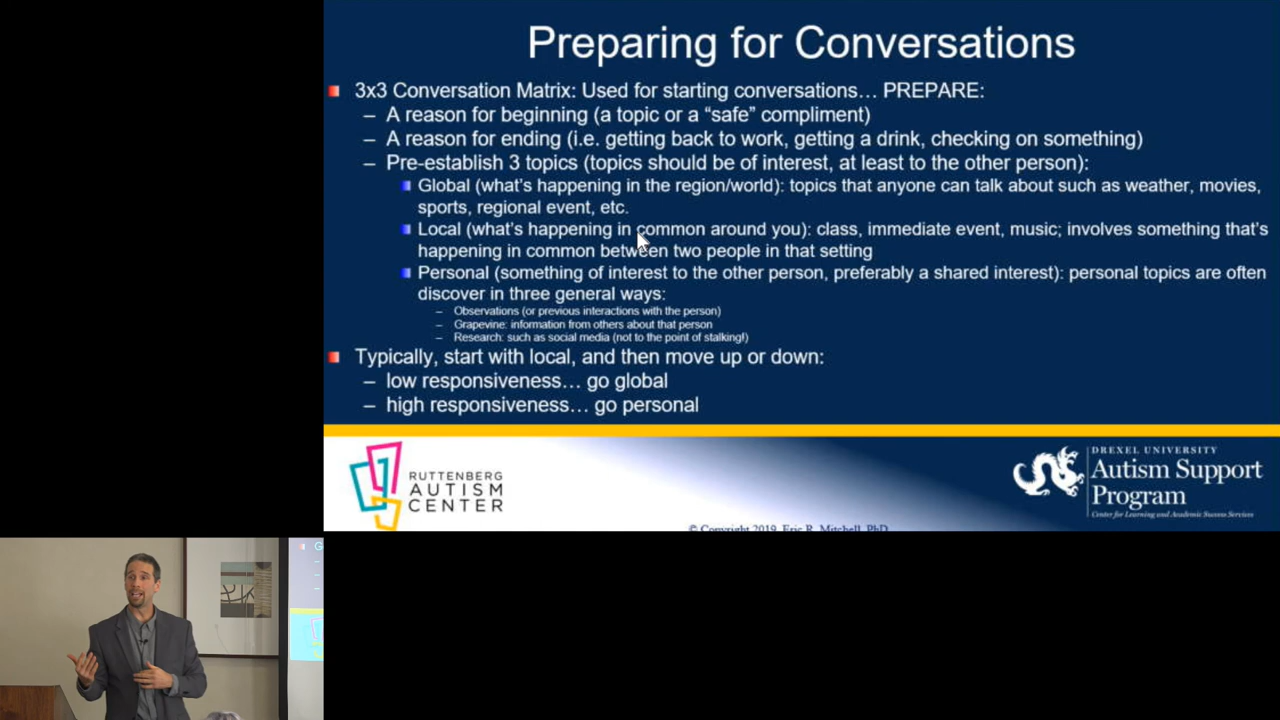 Preparing for Conversations
3x3 Conversation Matrix: Used for starting conversations… PREPARE:
– A reason for beginning (a topic or a “safe” compliment)
– A reason for ending (i.e. getting back to work, getting a drink, checking on something)
– Pre-establish 3 topics (topics should be of interest, at least to the other person):
Global (what’s happening in the region/world): topics that anyone can talk about such as weather, movies,
sports, regional event, etc.
Local (what’s happening in common around you): class, immediate event, music; involves something that’s
happening in common between two people in that setting
Personal (something of interest to the other person, preferably a shared interest): personal topics are often
discover in three general ways:
– Observations (or previous interactions with the person)
– Grapevine: information from others about that person
– Research: such as social media (not to the point of stalking!)
Typically, start with local, and then move up or down:
– low responsiveness… go global
– high responsiveness… go personal
RUTTENBERG
AUTISM
CENTER
DREXEL UNIVERSITY
Autism Support
Program
Center for Learning and Academic Success Services
© Copyright 2019, Eric R. Mitchell, PhD